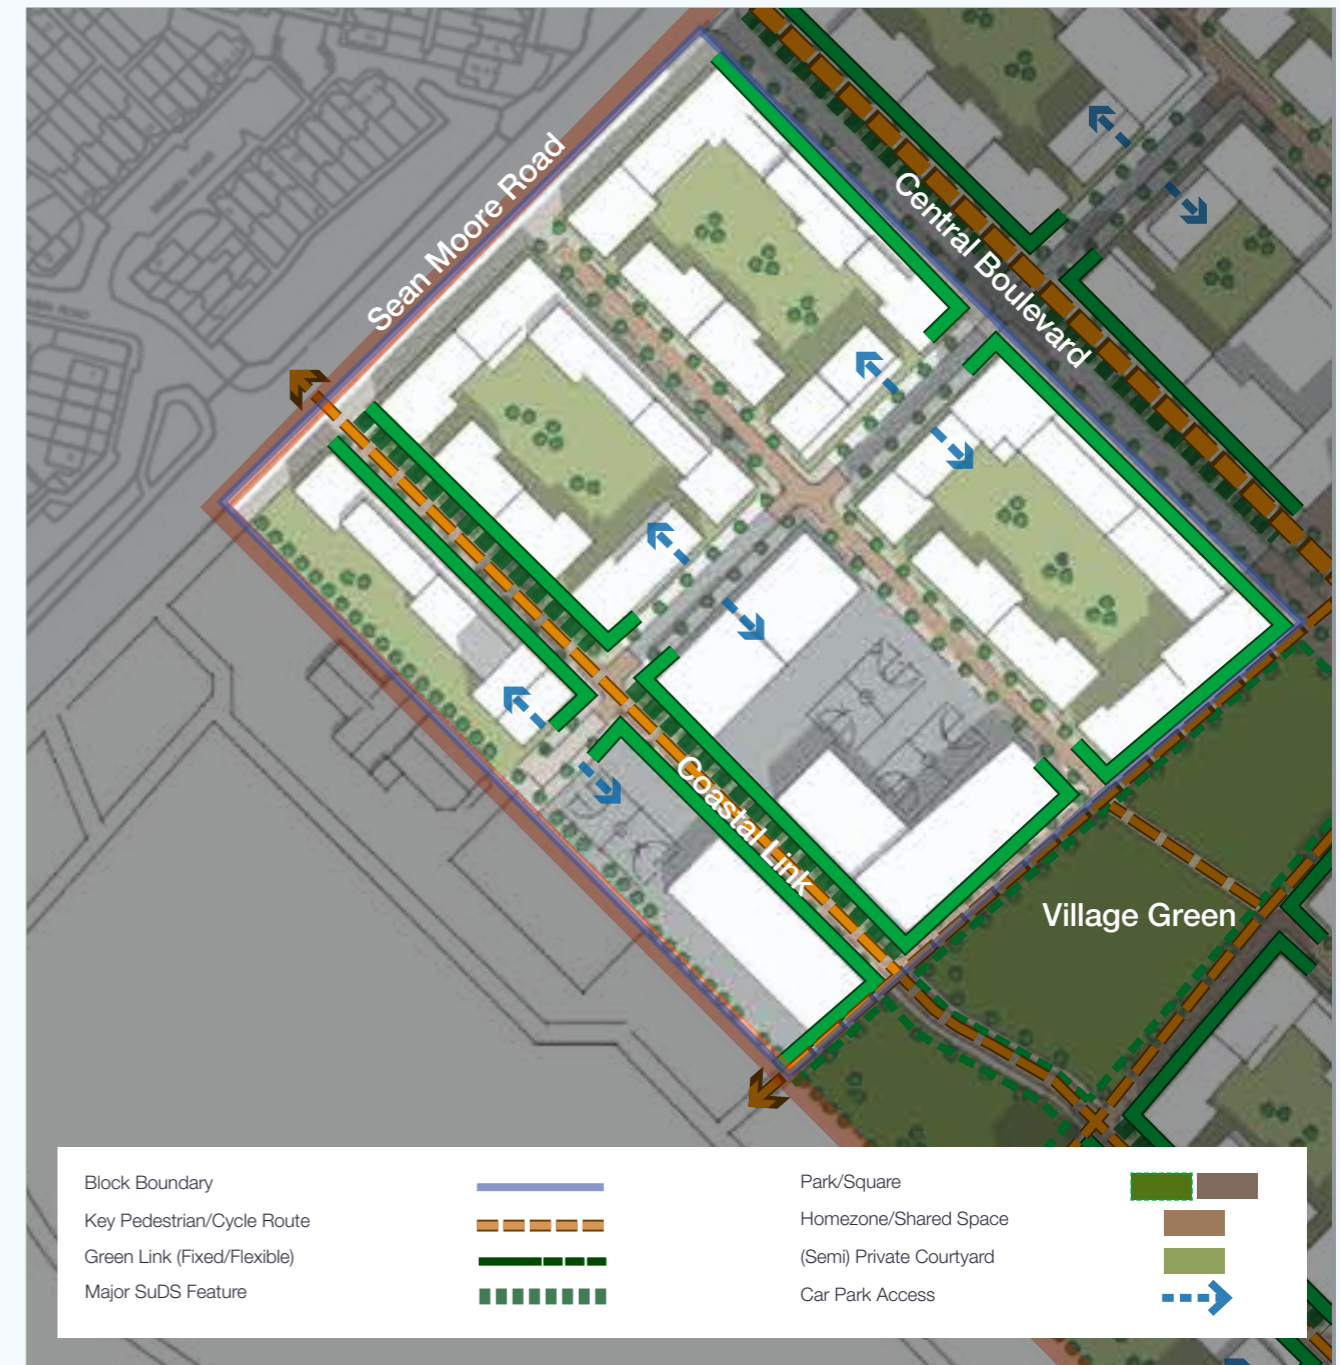 Sean Moore Road
Central Boulevard
Coastal Link
Village Green
Block Boundary
Key Pedestrian/Cycle Route
Green Link (Fixed/Flexible)
Major SuDS Feature
Park/Square
Homezone/Shared Space
(Semi) Private Courtyard
Car Park Access